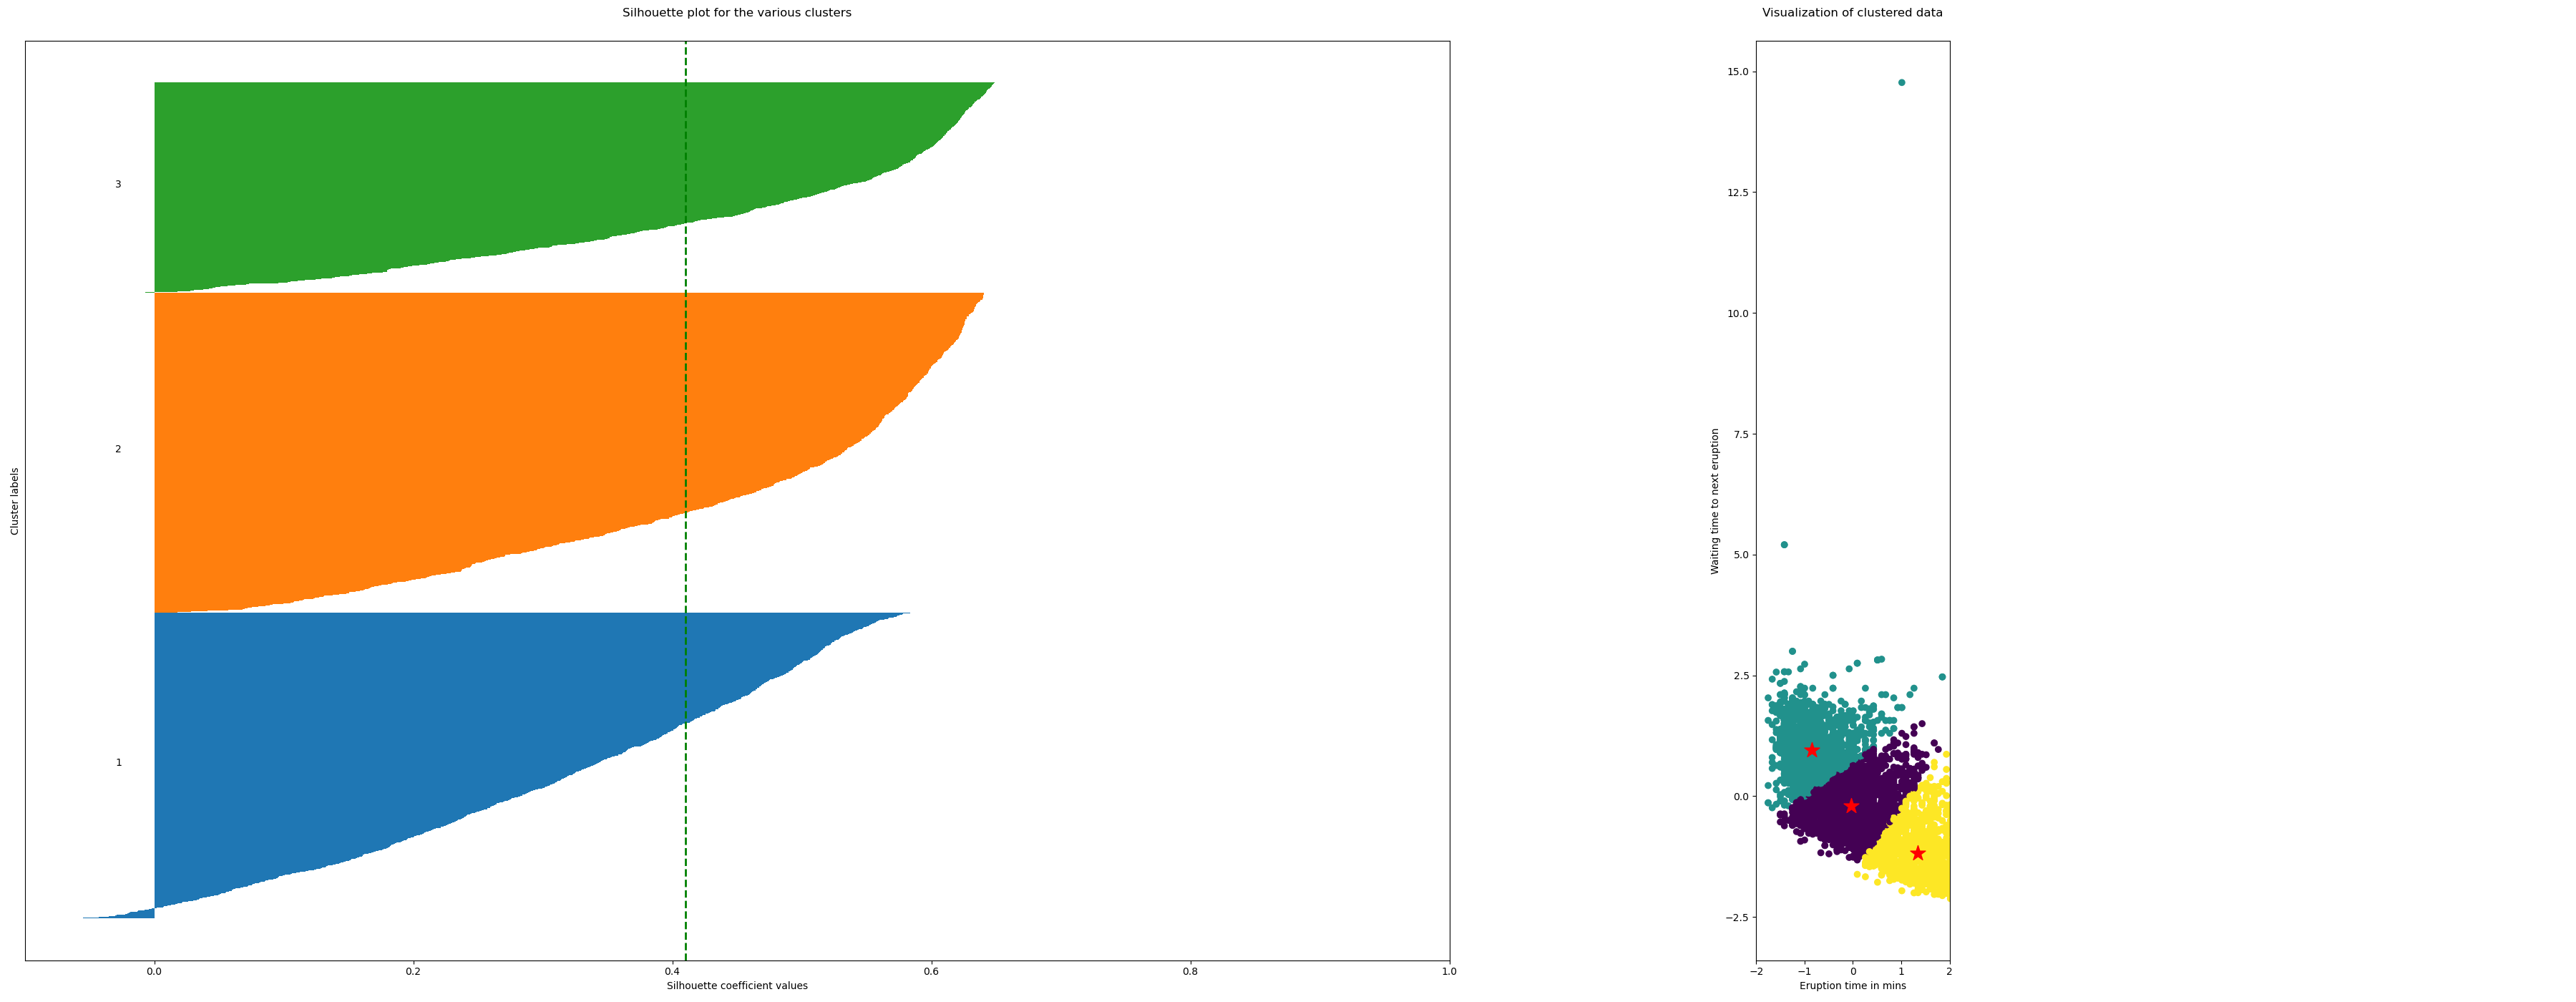 Silhouette plot for the various clusters
3
2
1
Cluster labels
0.0 0.2 0.4 0.6 0.8 1.0
Silhouette coefficient values
Visualization of clustered data
15.0
12.5
10.0
7.5
5.0
2.5
0.0
−2.5
Waiting time to next eruption
−2 −1 0 1 2
Eruption time in mins